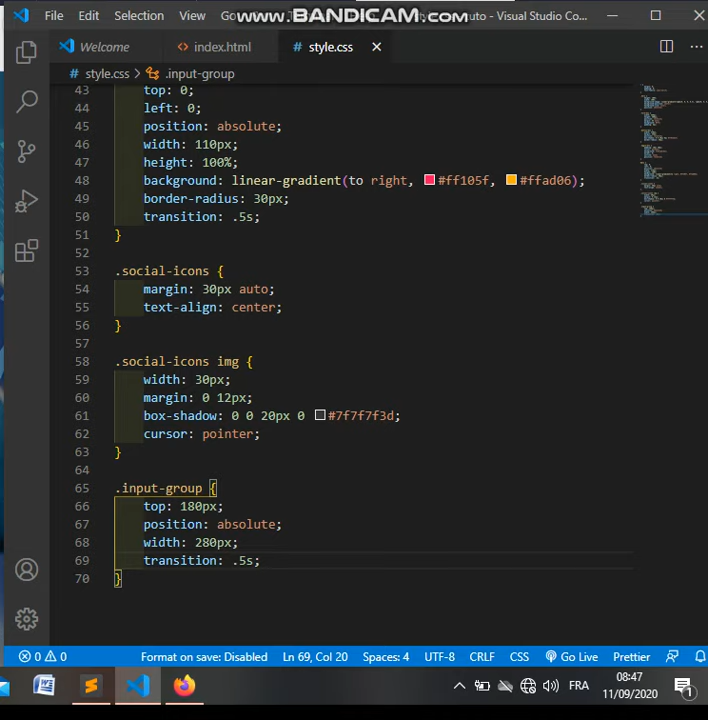 File Edit Selection View Go www.BANDICAM.com uto - Visual Studio Co...
Welcome index.html style.css
style.css > .input-group
43 top: 0;
44 left: 0;
45 position: absolute;
46 width: 110px;
47 height: 100%;
48 background: linear-gradient(to right, #ff105f, #ffad06);
49 border-radius: 30px;
50 transition: .5s;
51 }
52
53 .social-icons {
54 margin: 30px auto;
55 text-align: center;
56 }
57
58 .social-icons img {
59 width: 30px;
60 margin: 0 12px;
61 box-shadow: 0 0 20px 0 #7f7f7f3d;
62 cursor: pointer;
63 }
64
65 .input-group {
66 top: 180px;
67 position: absolute;
68 width: 280px;
69 transition: .5s;
70 }
0 0 Format on save: Disabled Ln 69, Col 20 Spaces: 4 UTF-8 CRLF CSS Go Live Prettier
FRA 08:47
11/09/2020 1